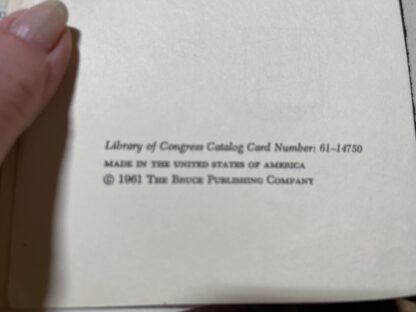 Library of Congress Catalog Card Number: 61–14750
MADE IN THE UNITED STATES OF AMERICA
© 1961 THE BRUCE PUBLISHING COMPANY